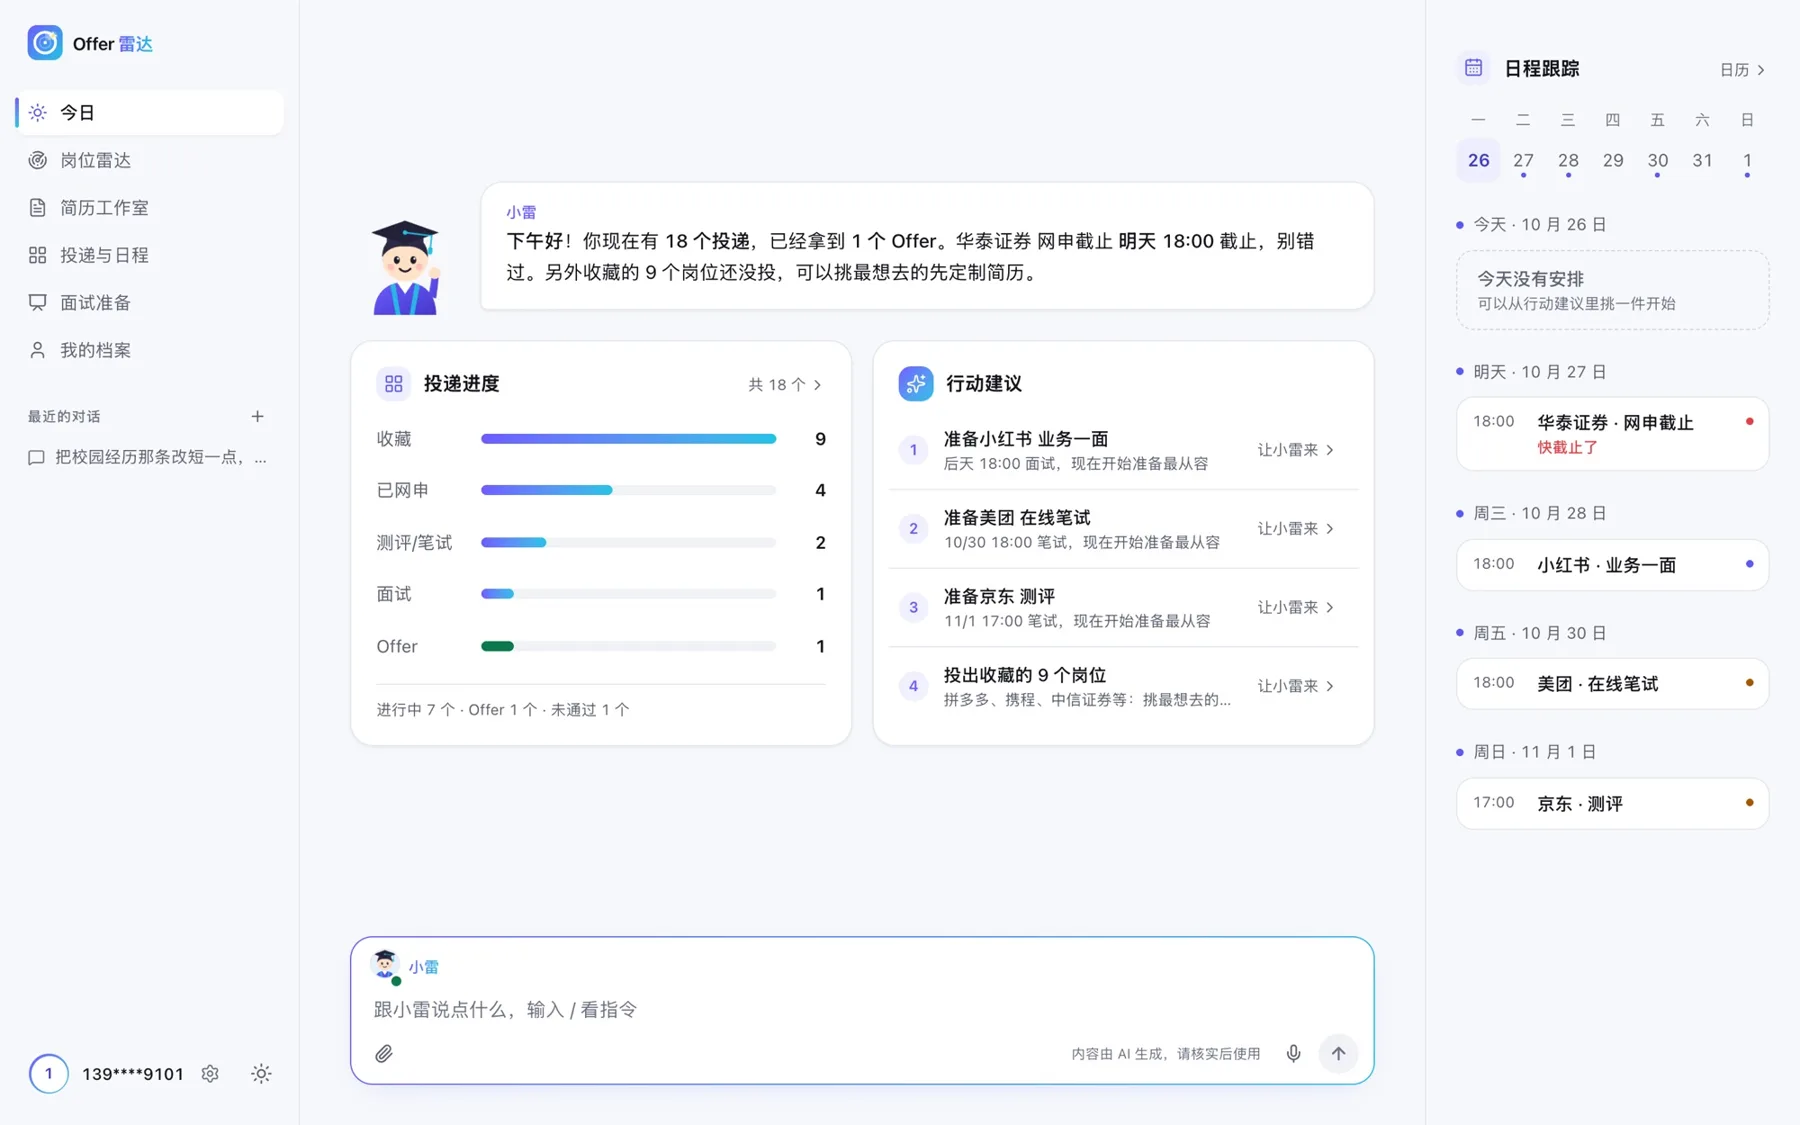 Offer 雷达
今日
岗位雷达
简历工作室
投递与日程
面试准备
我的档案
最近的对话
把校园经历那条改短一点，...
1
139****9101
小雷
下午好！你现在有 18 个投递，已经拿到 1 个 Offer。华泰证券 网申截止 明天 18:00 截止，别错
过。另外收藏的 9 个岗位还没投，可以挑最想去的先定制简历。
投递进度
共 18 个
收藏 9
已网申 4
测评/笔试 2
面试 1
Offer 1
进行中 7 个 · Offer 1 个 · 未通过 1 个
行动建议
1
准备小红书 业务一面
后天 18:00 面试，现在开始准备最从容
让小雷来
2
准备美团 在线笔试
10/30 18:00 笔试，现在开始准备最从容
让小雷来
3
准备京东 测评
11/1 17:00 笔试，现在开始准备最从容
让小雷来
4
投出收藏的 9 个岗位
拼多多、携程、中信证券等：挑最想去的...
让小雷来
小雷
跟小雷说点什么，输入 / 看指令
内容由 AI 生成，请核实后使用
日程跟踪
日历
一 二 三 四 五 六 日
26 27 28 29 30 31 1
今天 · 10 月 26 日
今天没有安排
可以从行动建议里挑一件开始
明天 · 10 月 27 日
18:00 华泰证券 · 网申截止
快截止了
周三 · 10 月 28 日
18:00 小红书 · 业务一面
周五 · 10 月 30 日
18:00 美团 · 在线笔试
周日 · 11 月 1 日
17:00 京东 · 测评